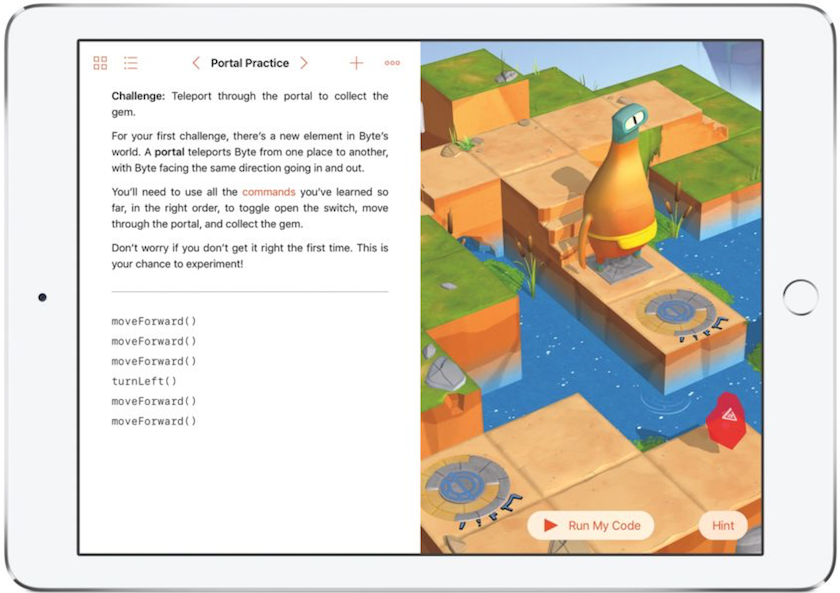 Portal Practice
Challenge: Teleport through the portal to collect the
gem.
For your first challenge, there's a new element in Byte's
world. A portal teleports Byte from one place to another,
with Byte facing the same direction going in and out.
You'll need to use all the commands you've learned so
far, in the right order, to toggle open the switch, move
through the portal, and collect the gem.
Don't worry if you don't get it right the first time. This is
your chance to experiment!
moveForward()
moveForward()
moveForward()
turnLeft()
moveForward()
moveForward()
Run My Code
Hint